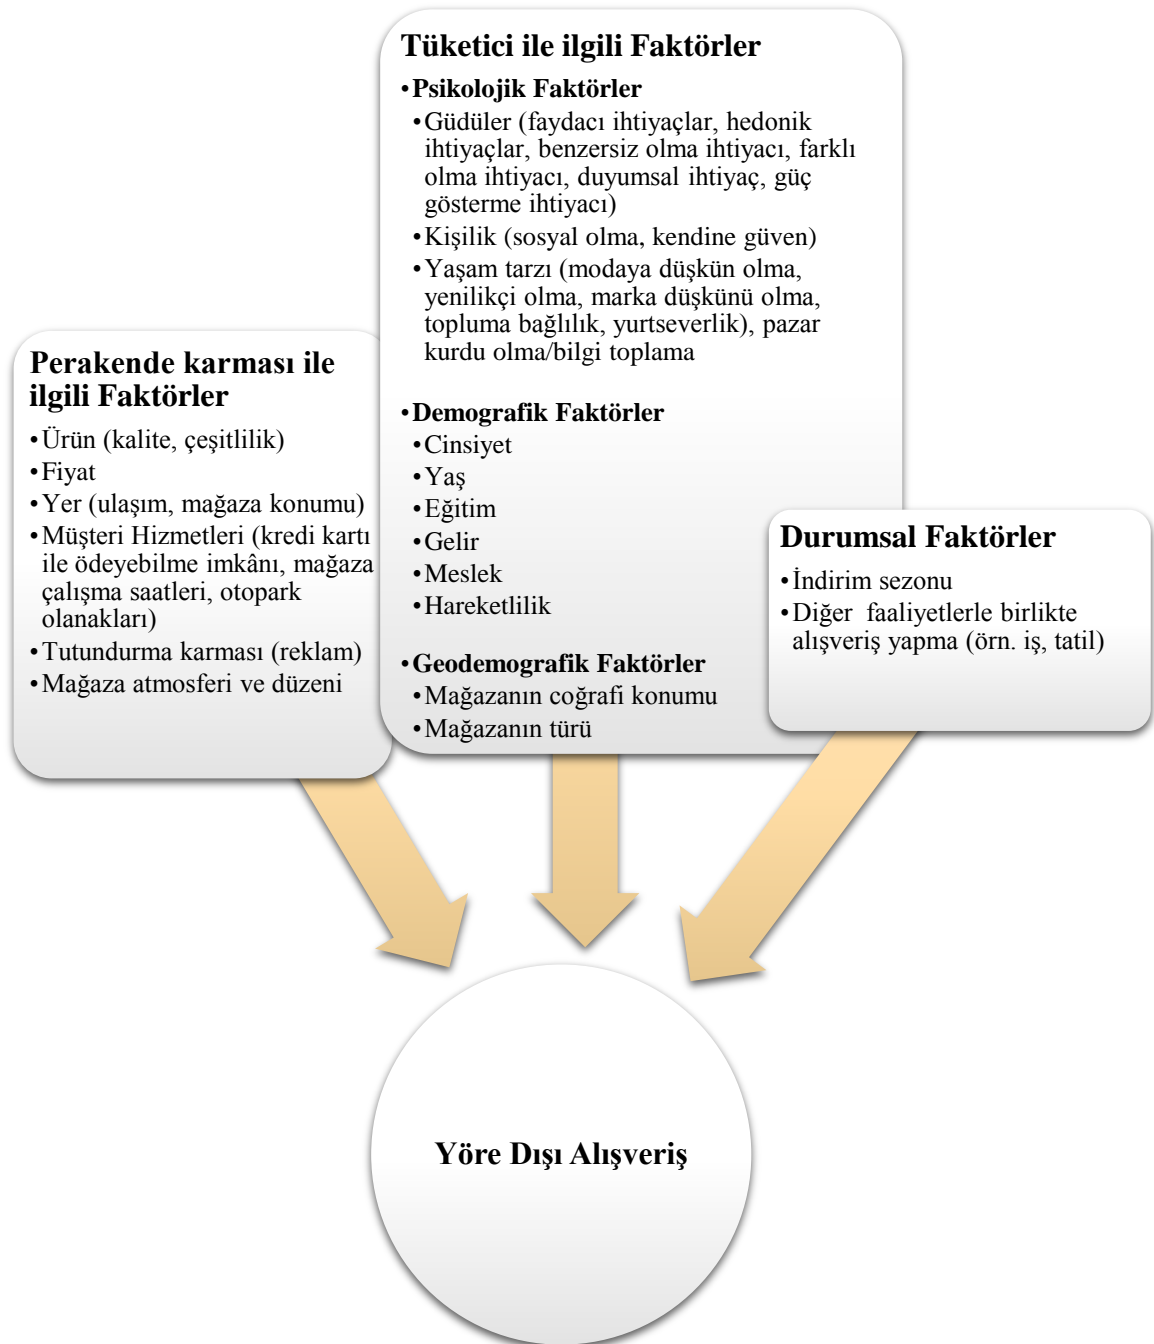 Tüketici ile ilgili Faktörler
•Psikolojik Faktörler
•Güdüler (faydacı ihtiyaçlar, hedonik
ihtiyaçlar, benzersiz olma ihtiyacı, farklı
olma ihtiyacı, duyumsal ihtiyaç, güç
gösterme ihtiyacı)
•Kişilik (sosyal olma, kendine güven)
•Yaşam tarzı (modaya düşkün olma,
yenilikçi olma, marka düşkünü olma,
topluma bağlılık, yurtseverlik), pazar
kurdu olma/bilgi toplama
•Demografik Faktörler
•Cinsiyet
•Yaş
•Eğitim
•Gelir
•Meslek
•Hareketlilik
•Geodemografik Faktörler
•Mağazanın coğrafi konumu
•Mağazanın türü
Perakende karması ile
ilgili Faktörler
•Ürün (kalite, çeşitlilik)
•Fiyat
•Yer (ulaşım, mağaza konumu)
•Müşteri Hizmetleri (kredi kartı
ile ödeyebilme imkânı, mağaza
çalışma saatleri, otopark
olanakları)
•Tutundurma karması (reklam)
•Mağaza atmosferi ve düzeni
Durumsal Faktörler
•İndirim sezonu
•Diğer faaliyetlerle birlikte
alışveriş yapma (örn. iş, tatil)
Yöre Dışı Alışveriş